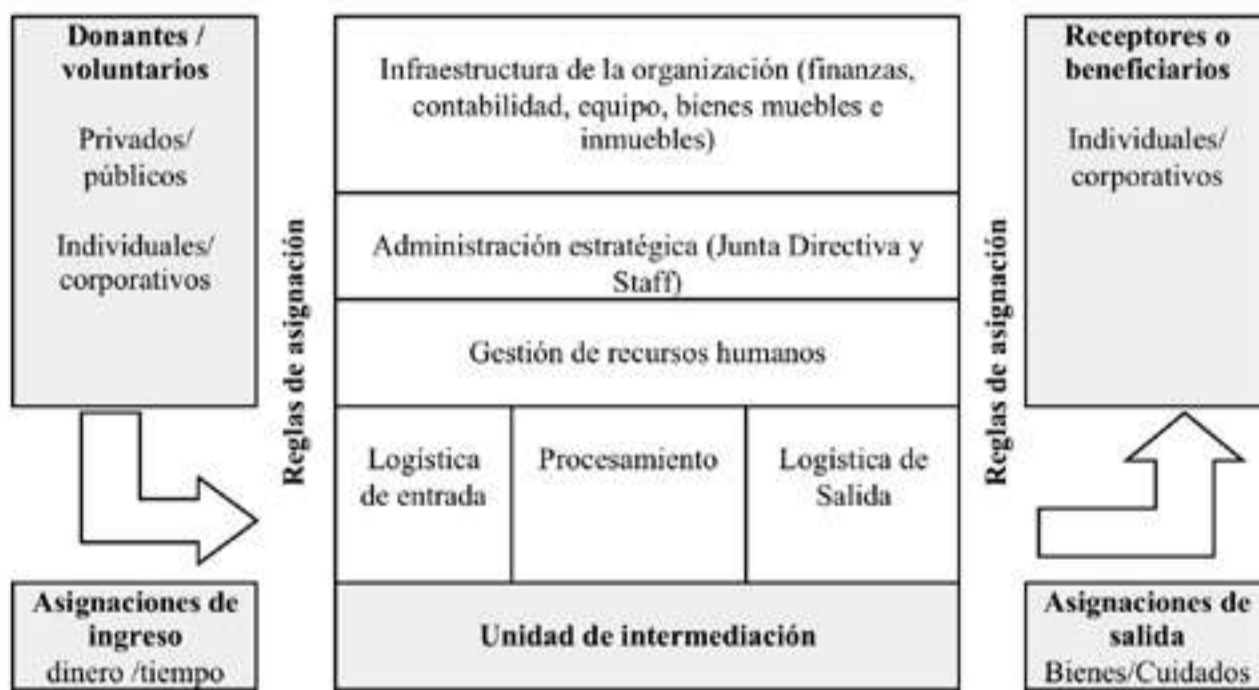 Donantes /
voluntarios
Privados/
públicos
Individuales/
corporativos
Reglas de asignación
Asignaciones de
ingreso
dinero /tiempo
Infraestructura de la organización (finanzas,
contabilidad, equipo, bienes muebles e
inmuebles)
Administración estratégica (Junta Directiva y
Staff)
Gestión de recursos humanos
Logística
de entrada
Procesamiento
Logística de
Salida
Unidad de intermediación
Reglas de asignación
Receptores o
beneficiarios
Individuales/
corporativos
Asignaciones de
salida
Bienes/Cuidados